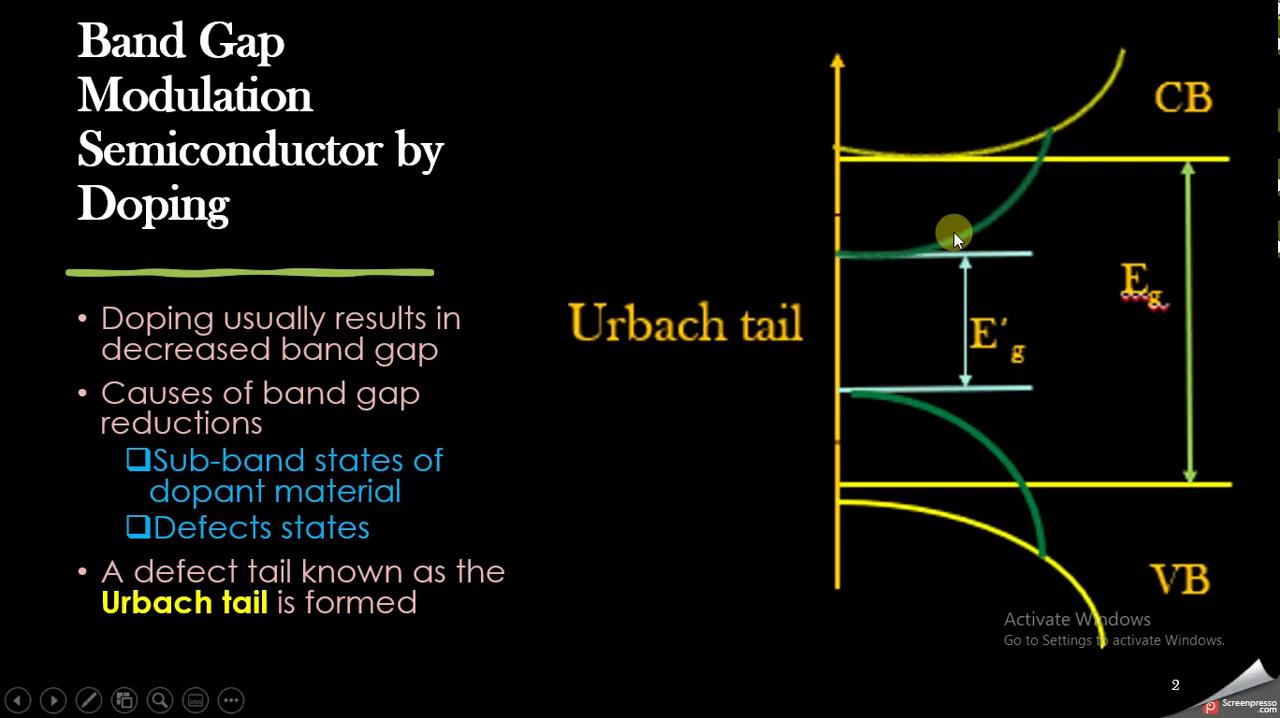 Band Gap
Modulation
Semiconductor by
Doping
• Doping usually results in
decreased band gap
• Causes of band gap
reductions
❑Sub-band states of
dopant material
❑Defects states
• A defect tail known as the
Urbach tail is formed
Urbach tail
CB
Eg
E′g
VB
Activate Windows
Go to Settings to activate Windows.
2
Screenpresso
.com